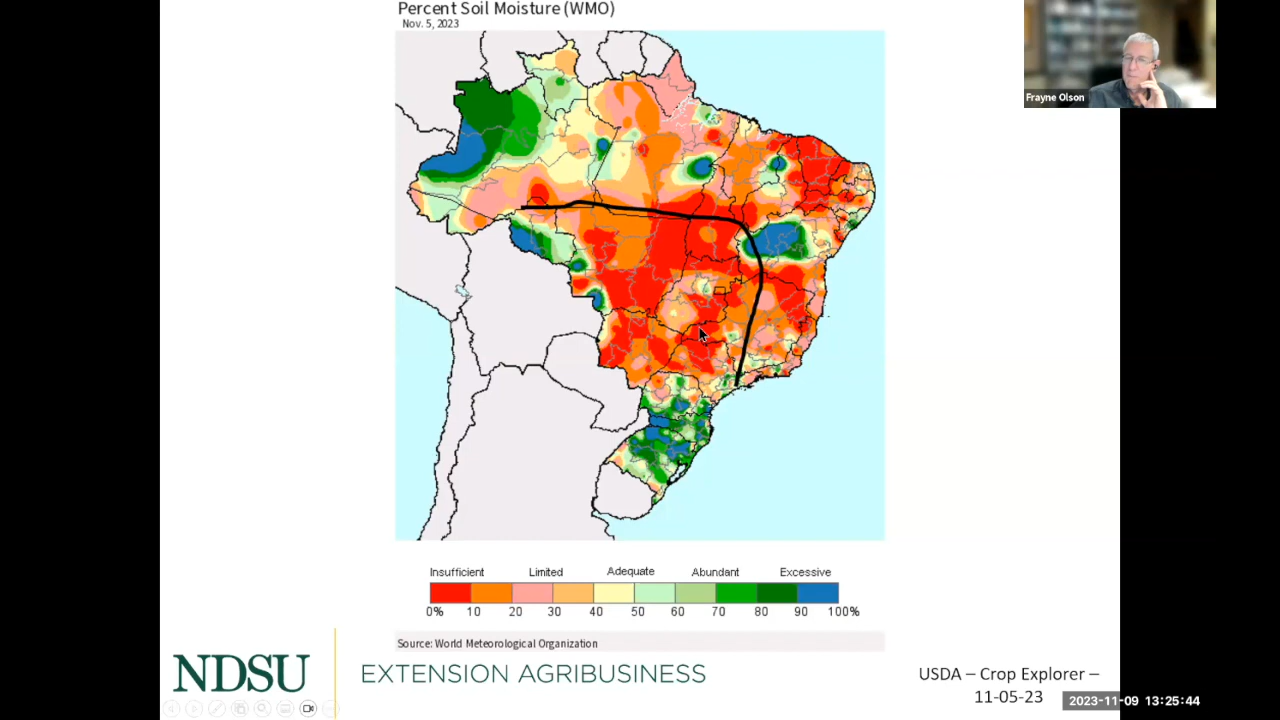 Percent Soil Moisture (WMO)
Nov. 5, 2023
Frayne Olson
Insufficient Limited Adequate Abundant Excessive
0% 10 20 30 40 50 60 70 80 90 100%
Source: World Meteorological Organization
NDSU EXTENSION AGRIBUSINESS
USDA – Crop Explorer –
11-05-23
2023-11-09 13:25:44